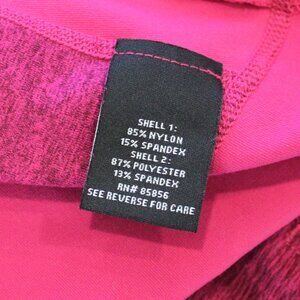 SHELL 1:
85% NYLON
15% SPANDEX
SHELL 2:
87% POLYESTER
13% SPANDEX
RN# 85856
SEE REVERSE FOR CARE